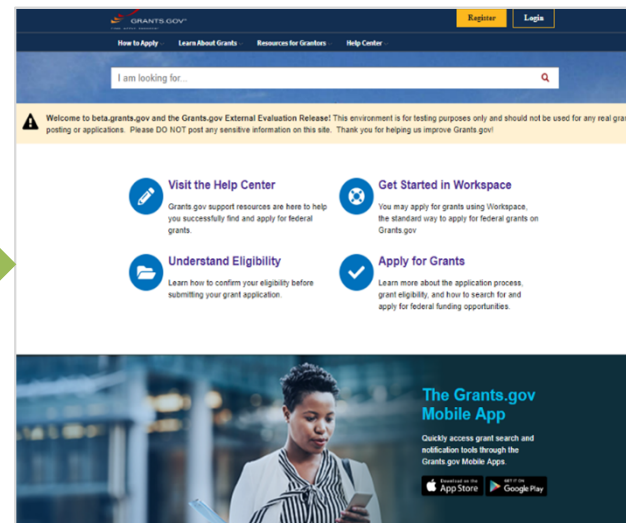 GRANTS.GOV
Register Login
How to Apply Learn About Grants Resources for Grantors Help Center
I am looking for...
Welcome to beta.grants.gov and the Grants.gov External Evaluation Release! This environment is for testing purposes only and should not be used for any real
posting or applications. Please DO NOT post any sensitive information on this site. Thank you for helping us improve Grants.gov!
Visit the Help Center
Grants.gov support resources are here to help
you successfully find and apply for federal
grants.
Get Started in Workspace
You may apply for grants using Workspace,
the standard way to apply for federal grants on
Grants.gov
Understand Eligibility
Learn how to confirm your eligibility before
submitting your grant application.
Apply for Grants
Learn more about the application process,
grant eligibility, and how to search for and
apply for federal funding opportunities.
The Grants.gov
Mobile App
Quickly access grant search and
notification tools through the
Grants.gov Mobile Apps.
Download on the App Store GET IT ON Google Play